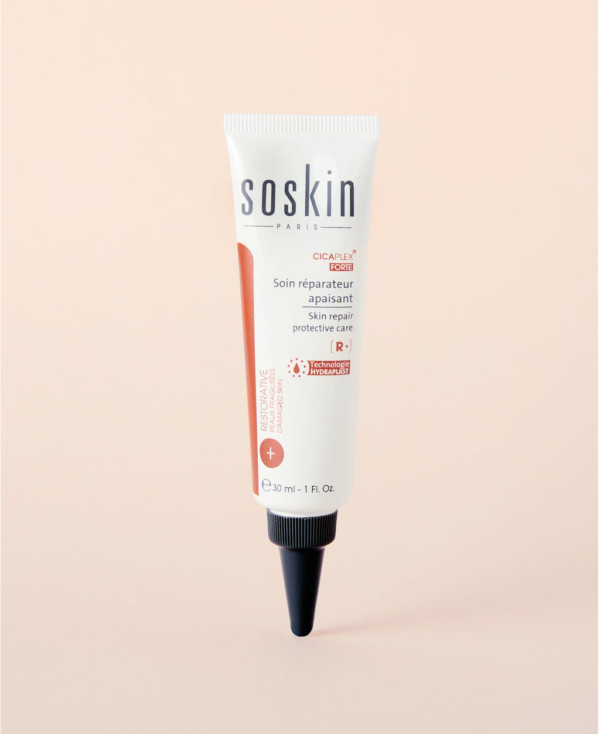 soskin
PARIS
CICAPLEX®
FORTE
Soin réparateur
apaisant
Skin repair
protective care
(R+)
Technologie
HYDRAPLAST
RESTORATIVE
PEAUX FRAGILISÉES
DAMAGED SKIN
+
℮30 ml - 1 Fl. Oz.